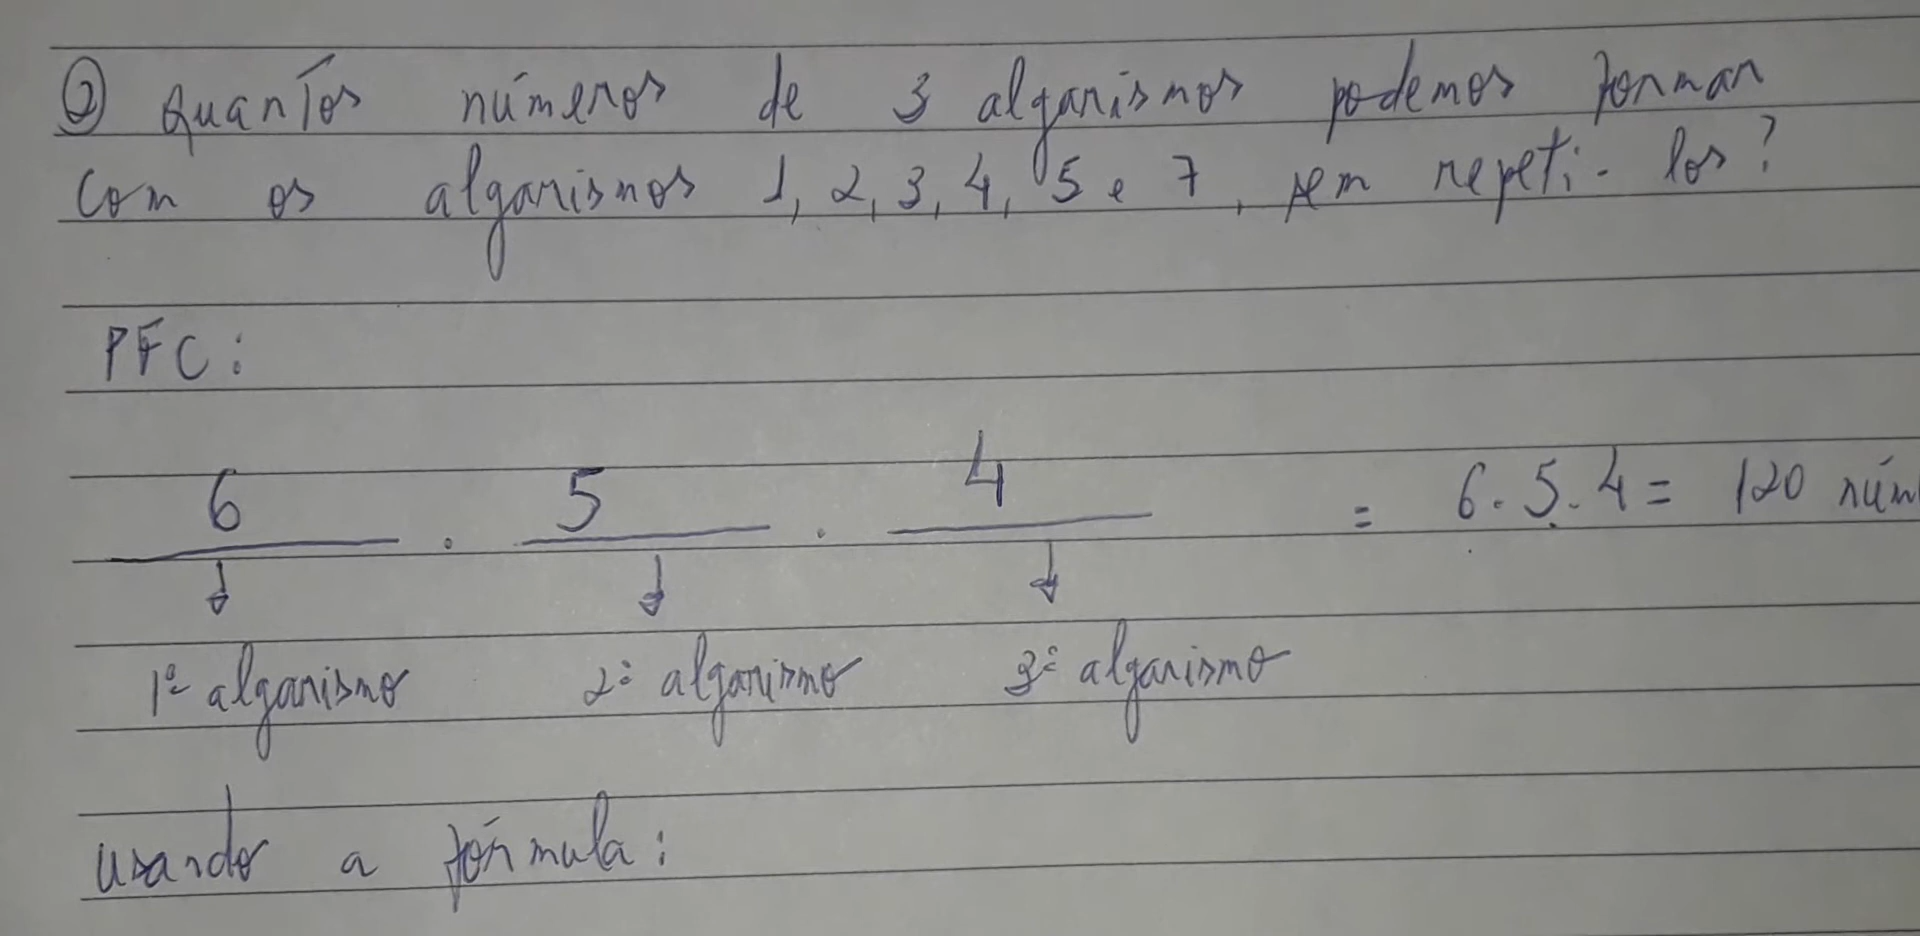 ② Quantos números de 3 algarismos podemos formar
com os algarismos 1, 2, 3, 4, 5 e 7, sem repeti-los?
PFC:
6 . 5 . 4 = 6.5.4 = 120 núm
1º algarismo 2º algarismo 3º algarismo
usando a fórmula: